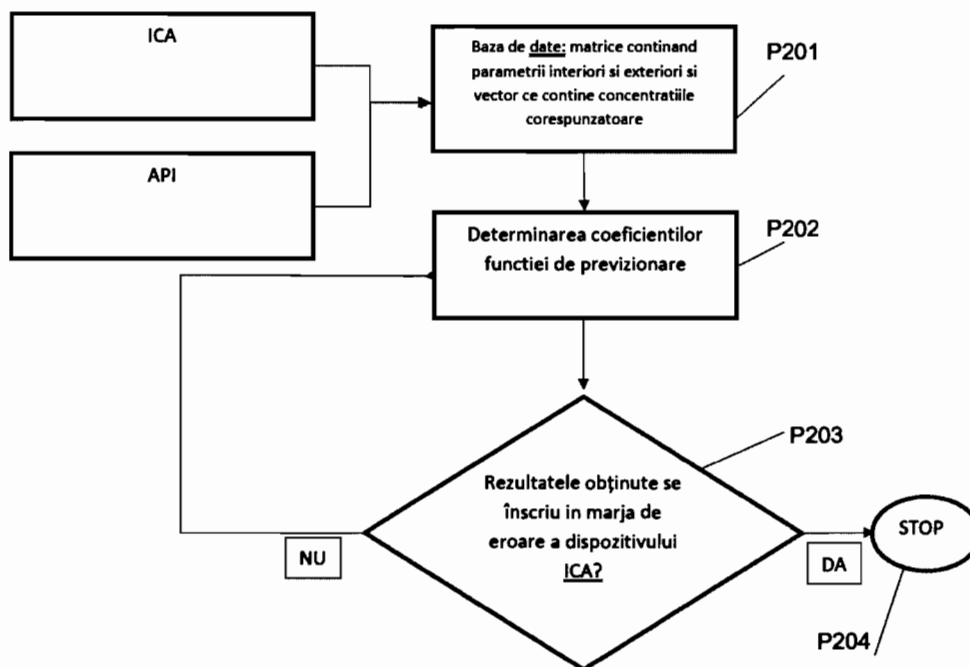 ICA
Baza de date: matrice continand
parametrii interiori si exteriori si
vector ce contine concentratiile
corespunzatoare
P201
API
Determinarea coeficientilor
functiei de previzionare
P202
P203
Rezultatele obținute se
înscriu in marja de
eroare a dispozitivului
ICA?
NU
DA
STOP
P204